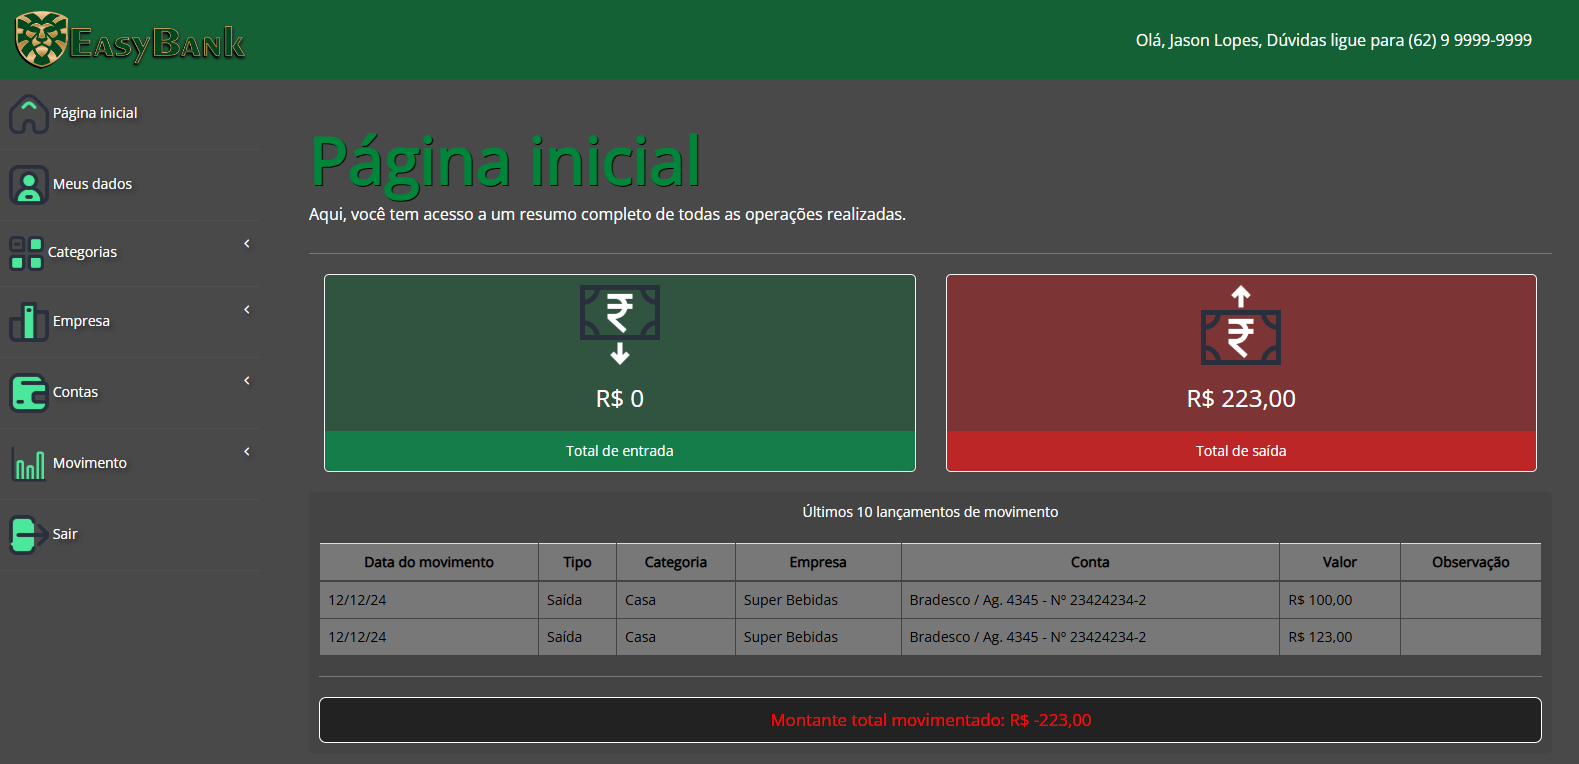 EasyBank
Olá, Jason Lopes, Dúvidas ligue para (62) 9 9999-9999
Página inicial
Meus dados
Categorias
Empresa
Contas
Movimento
Sair
Página inicial
Aqui, você tem acesso a um resumo completo de todas as operações realizadas.
₹
R$ 0
Total de entrada
₹
R$ 223,00
Total de saída
Últimos 10 lançamentos de movimento
Data do movimento Tipo Categoria Empresa Conta Valor Observação
12/12/24 Saída Casa Super Bebidas Bradesco / Ag. 4345 - Nº 23424234-2 R$ 100,00
12/12/24 Saída Casa Super Bebidas Bradesco / Ag. 4345 - Nº 23424234-2 R$ 123,00
Montante total movimentado: R$ -223,00